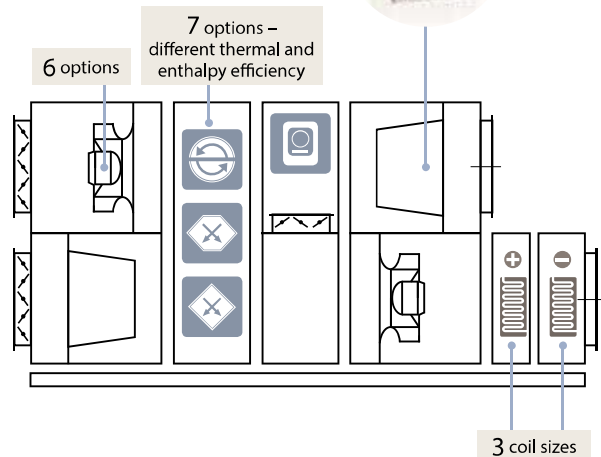 7 options –
different thermal and
enthalpy efficiency
6 options
3 coil sizes